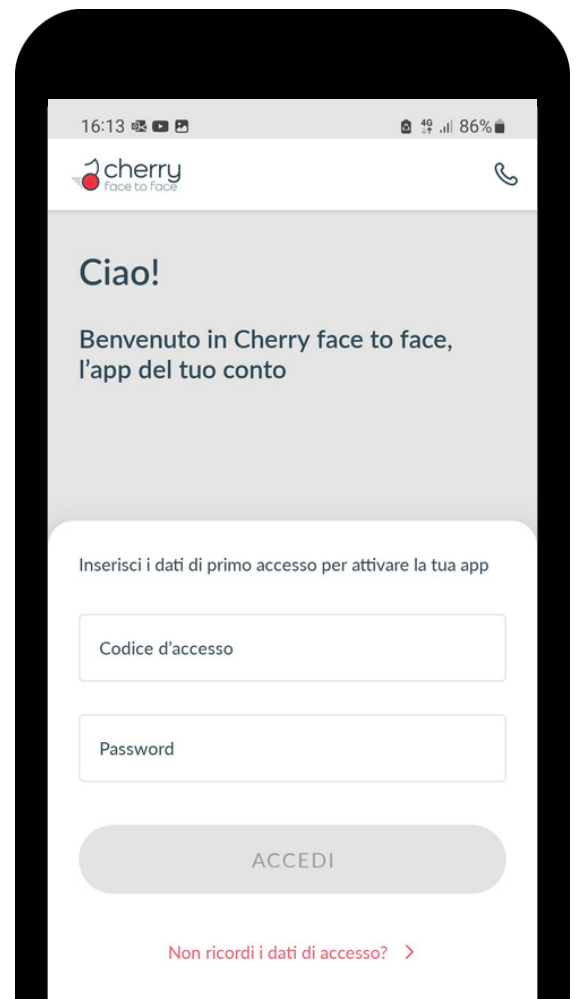 16:13
4G
86%
cherry
face to face
Ciao!
Benvenuto in Cherry face to face,
l'app del tuo conto
Inserisci i dati di primo accesso per attivare la tua app
Codice d'accesso
Password
ACCEDI
Non ricordi i dati di accesso?